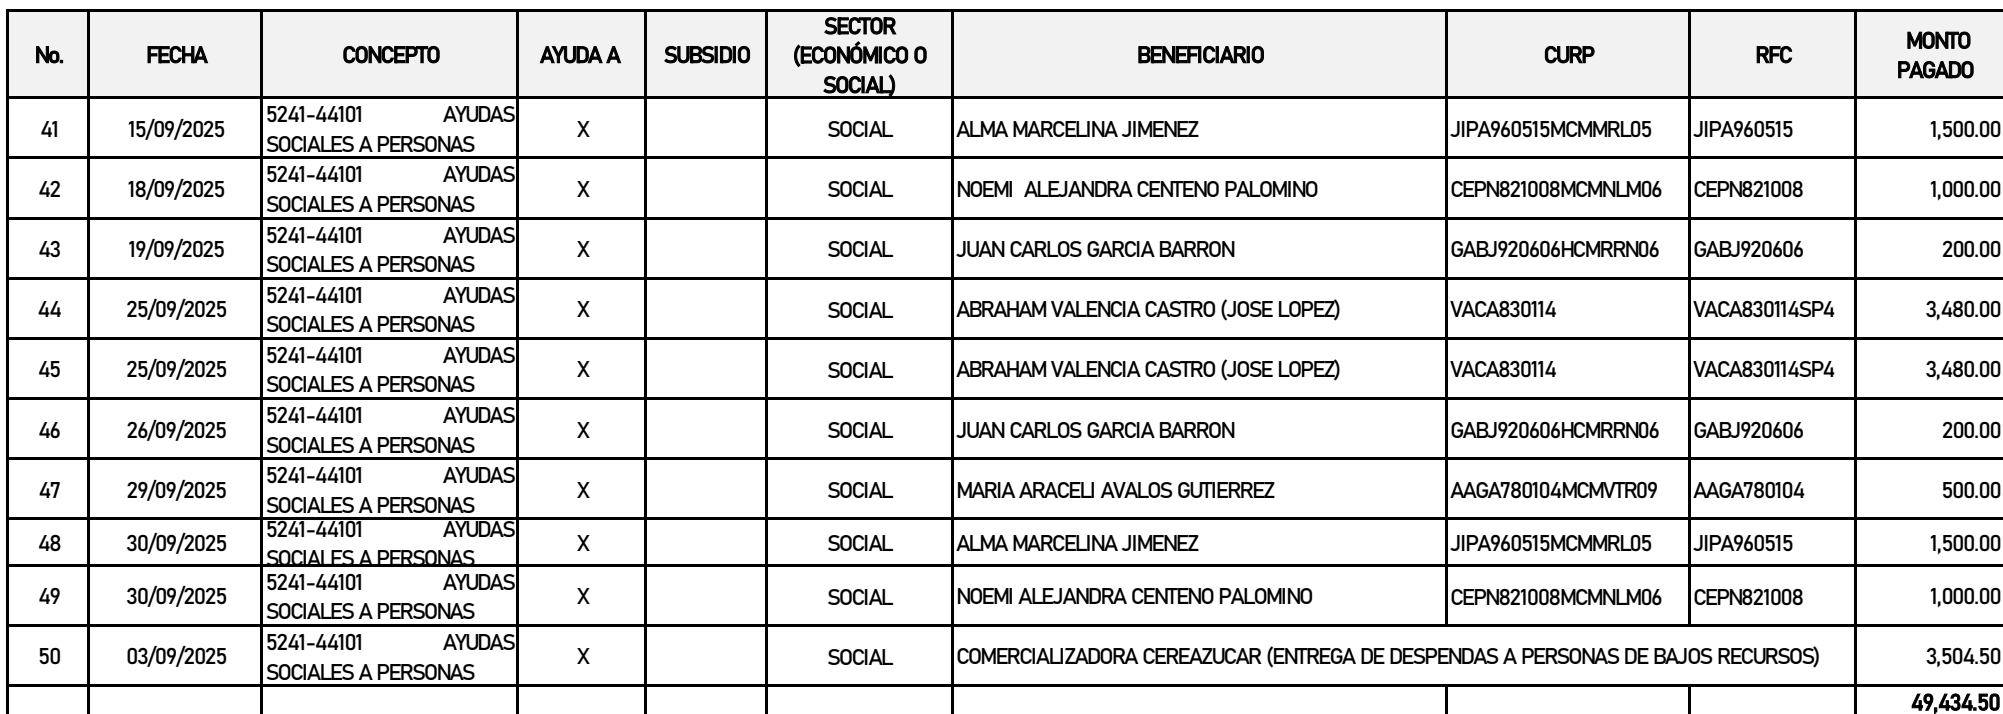 No. FECHA CONCEPTO AYUDA A SUBSIDIO SECTOR (ECONÓMICO O SOCIAL) BENEFICIARIO CURP RFC MONTO PAGADO
41 15/09/2025 5241-44101 AYUDAS SOCIALES A PERSONAS X SOCIAL ALMA MARCELINA JIMENEZ JIPA960515MCMMRL05 JIPA960515 1,500.00
42 18/09/2025 5241-44101 AYUDAS SOCIALES A PERSONAS X SOCIAL NOEMI ALEJANDRA CENTENO PALOMINO CEPN821008MCMNLM06 CEPN821008 1,000.00
43 19/09/2025 5241-44101 AYUDAS SOCIALES A PERSONAS X SOCIAL JUAN CARLOS GARCIA BARRON GABJ920606HCMRRN06 GABJ920606 200.00
44 25/09/2025 5241-44101 AYUDAS SOCIALES A PERSONAS X SOCIAL ABRAHAM VALENCIA CASTRO (JOSE LOPEZ) VACA830114 VACA830114SP4 3,480.00
45 25/09/2025 5241-44101 AYUDAS SOCIALES A PERSONAS X SOCIAL ABRAHAM VALENCIA CASTRO (JOSE LOPEZ) VACA830114 VACA830114SP4 3,480.00
46 26/09/2025 5241-44101 AYUDAS SOCIALES A PERSONAS X SOCIAL JUAN CARLOS GARCIA BARRON GABJ920606HCMRRN06 GABJ920606 200.00
47 29/09/2025 5241-44101 AYUDAS SOCIALES A PERSONAS X SOCIAL MARIA ARACELI AVALOS GUTIERREZ AAGA780104MCMVTR09 AAGA780104 500.00
48 30/09/2025 5241-44101 AYUDAS SOCIALES A PERSONAS X SOCIAL ALMA MARCELINA JIMENEZ JIPA960515MCMMRL05 JIPA960515 1,500.00
49 30/09/2025 5241-44101 AYUDAS SOCIALES A PERSONAS X SOCIAL NOEMI ALEJANDRA CENTENO PALOMINO CEPN821008MCMNLM06 CEPN821008 1,000.00
50 03/09/2025 5241-44101 AYUDAS SOCIALES A PERSONAS X SOCIAL COMERCIALIZADORA CEREAZUCAR (ENTREGA DE DESPENDAS A PERSONAS DE BAJOS RECURSOS) 3,504.50
49,434.50